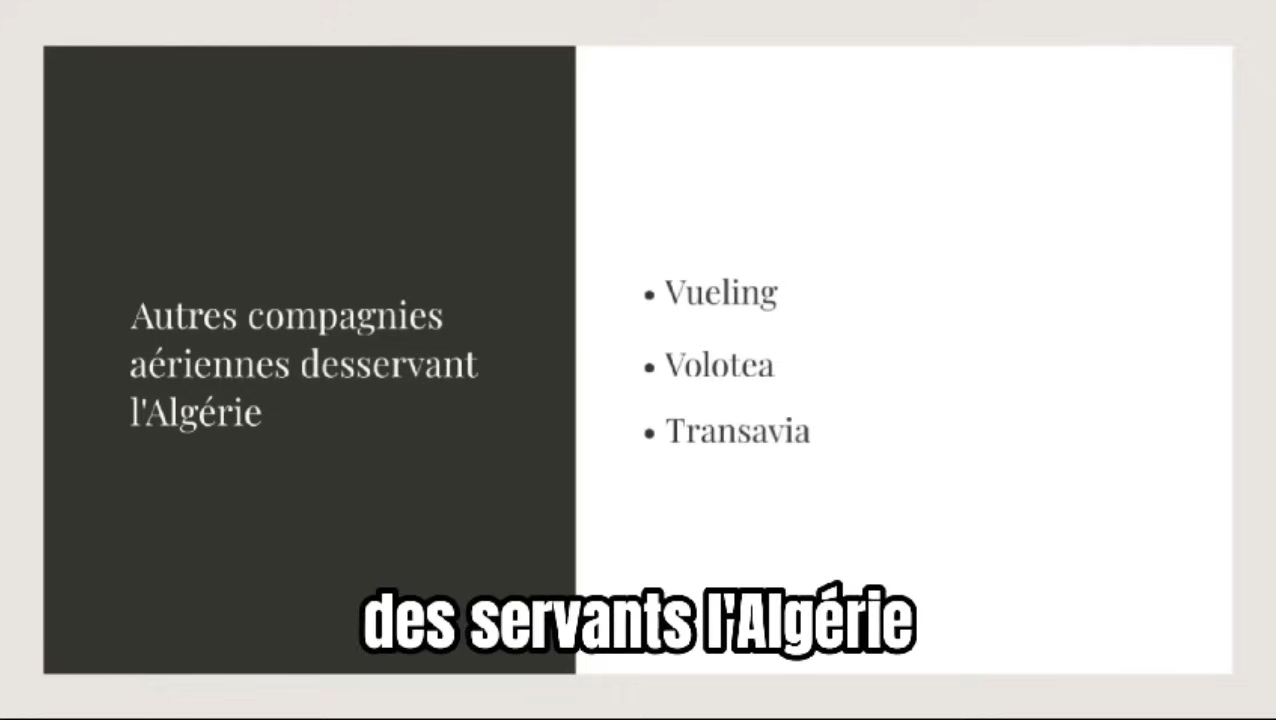 Autres compagnies
aériennes desservant
l'Algérie
• Vueling
• Volotea
• Transavia
des servants l'Algérie